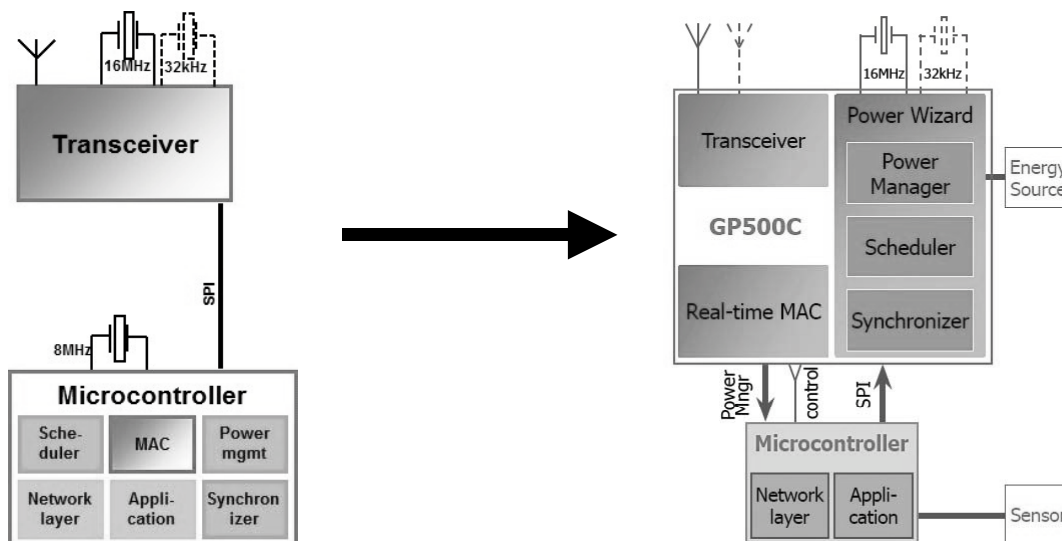 16MHz
32kHz
Transceiver
SPI
8MHz
Microcontroller
Sche-
duler
MAC
Power
mgmt
Network
layer
Appli-
cation
Synchron
izer
16MHz
32kHz
Transceiver
Power Wizard
Power
Manager
Energy
Source
GP500C
Scheduler
Real-time MAC
Synchronizer
Power
Mngr
control
SPI
Microcontroller
Network
layer
Appli-
cation
Sensor